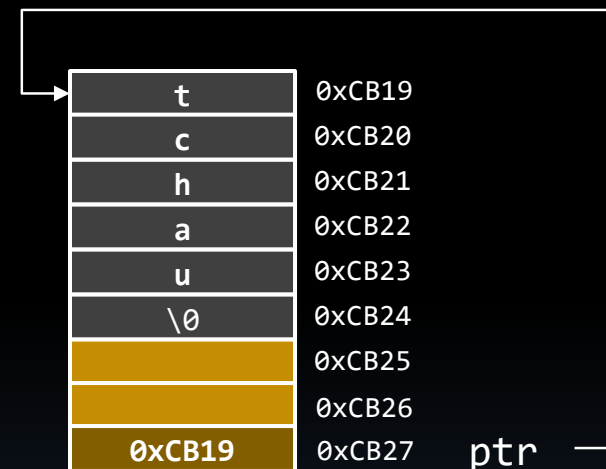 t 0xCB19
c 0xCB20
h 0xCB21
a 0xCB22
u 0xCB23
\0 0xCB24
0xCB25
0xCB26
0xCB19 0xCB27 ptr